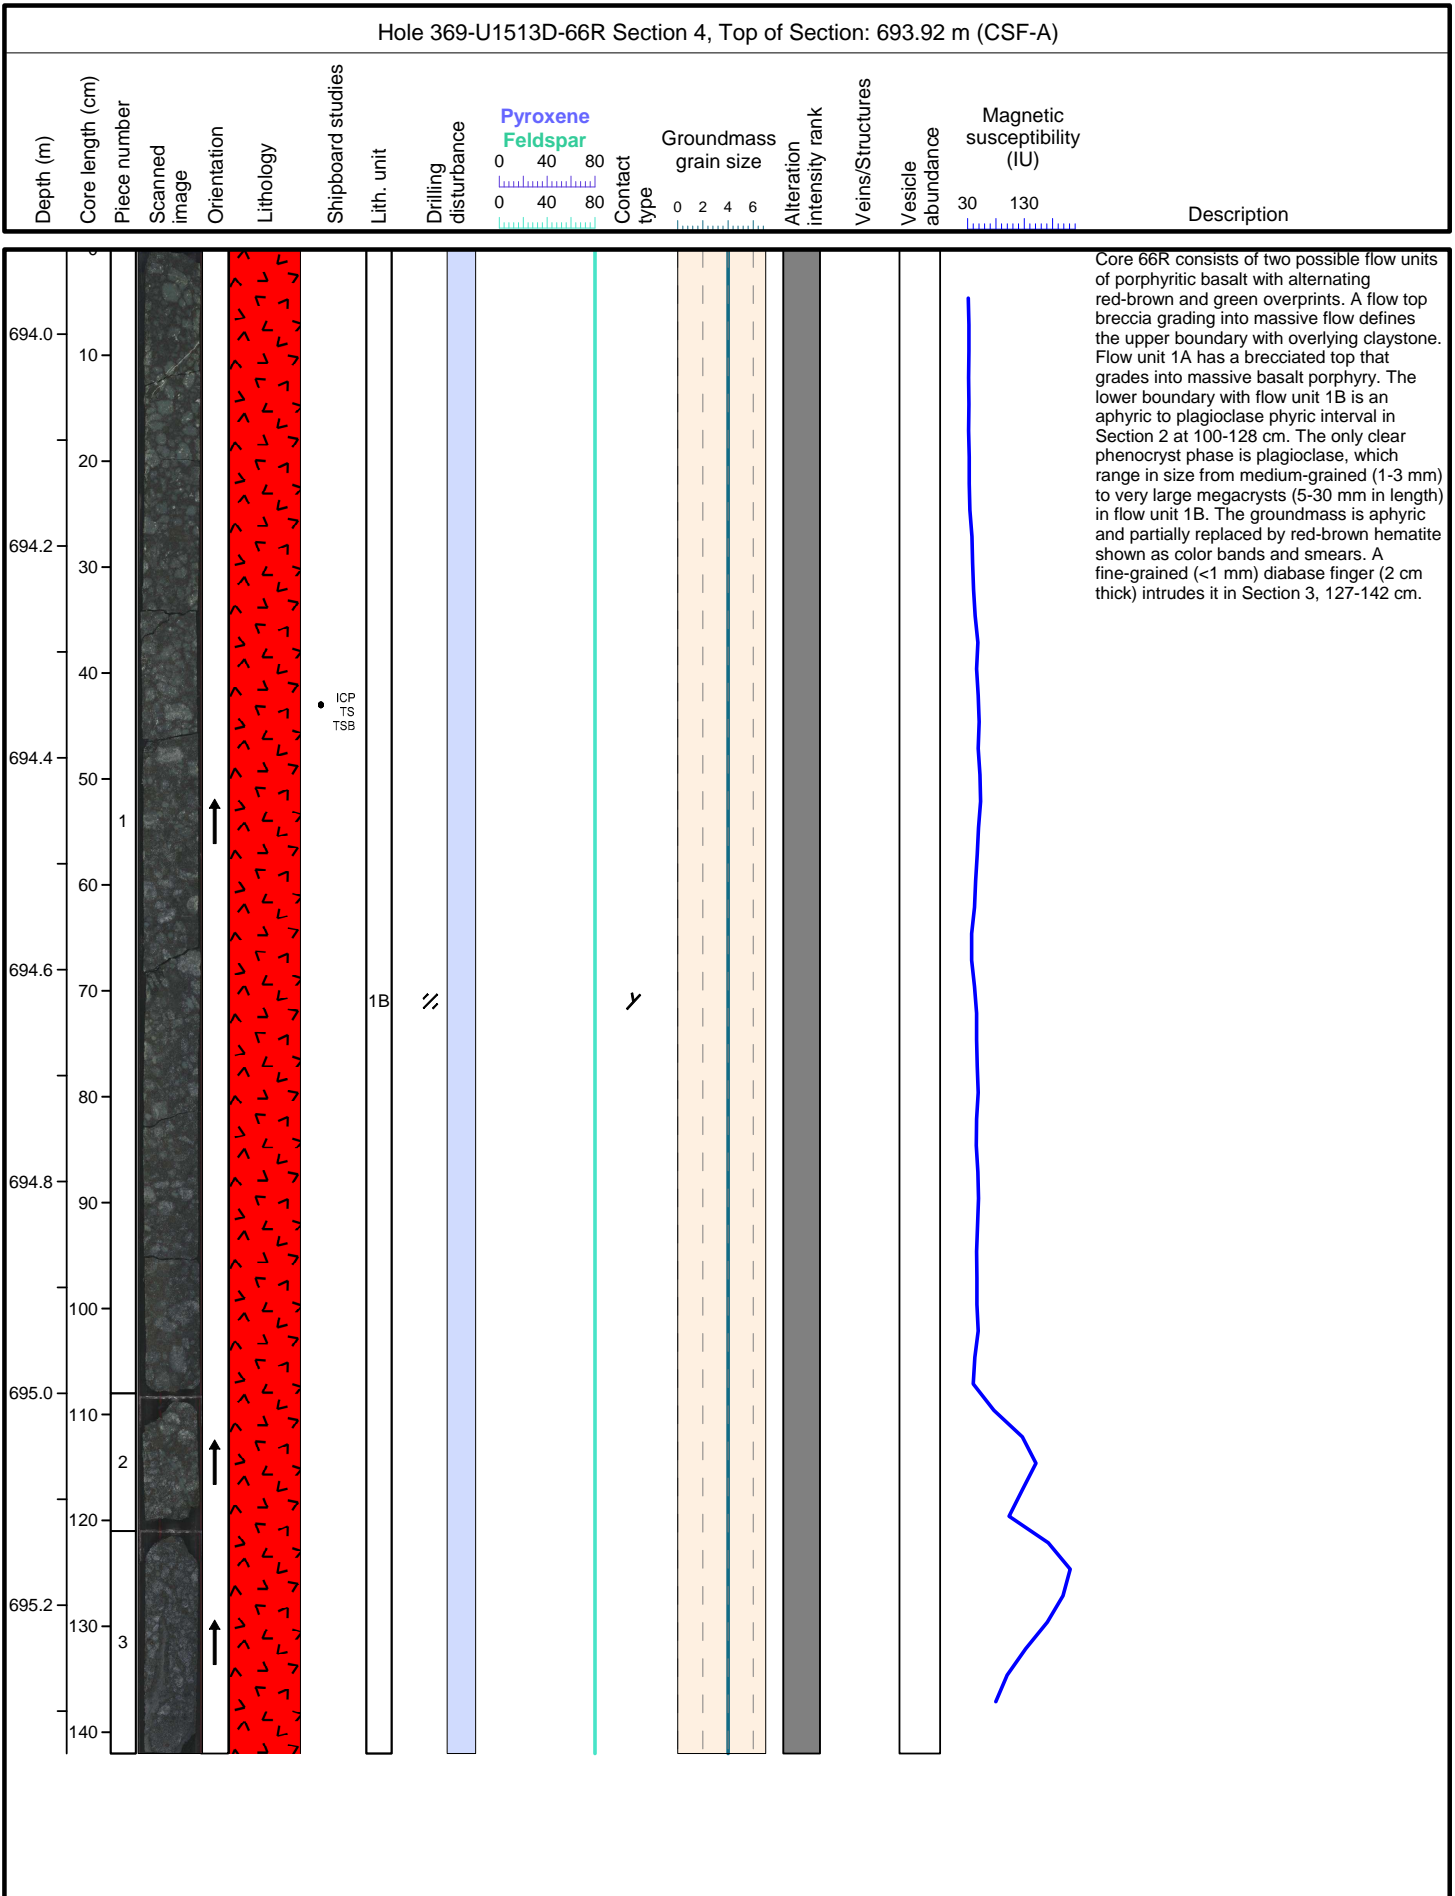 Hole 369-U1513D-66R Section 4, Top of Section: 693.92 m (CSF-A)
Depth (m)
Core length (cm)
Piece number
Scanned
image
Orientation
Lithology
Shipboard studies
Lith. unit
Drilling
disturbance
Pyroxene
Feldspar
0 40 80
0 40 80
Contact
type
Groundmass
grain size
0 2 4 6
Alteration
intensity rank
Veins/Structures
Vesicle
abundance
Magnetic
susceptibility
(IU)
30 130
Description
0
694.0
10
20
694.2
30
40
694.4
50
60
694.6
70
80
694.8
90
100
695.0
110
120
695.2
130
140
1
2
3
ICP
TS
TSB
1B
Core 66R consists of two possible flow units
of porphyritic basalt with alternating
red-brown and green overprints. A flow top
breccia grading into massive flow defines
the upper boundary with overlying claystone.
Flow unit 1A has a brecciated top that
grades into massive basalt porphyry. The
lower boundary with flow unit 1B is an
aphyric to plagioclase phyric interval in
Section 2 at 100-128 cm. The only clear
phenocryst phase is plagioclase, which
range in size from medium-grained (1-3 mm)
to very large megacrysts (5-30 mm in length)
in flow unit 1B. The groundmass is aphyric
and partially replaced by red-brown hematite
shown as color bands and smears. A
fine-grained (<1 mm) diabase finger (2 cm
thick) intrudes it in Section 3, 127-142 cm.